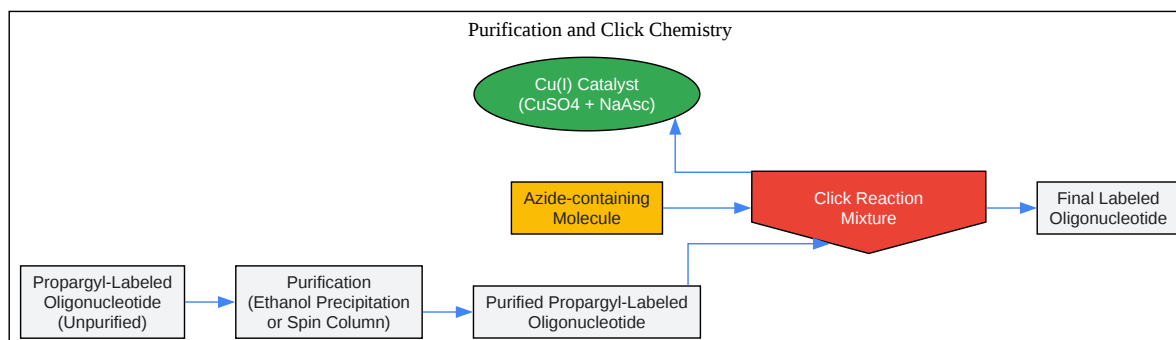 Purification and Click Chemistry
Cu(I) Catalyst
(CuSO4 + NaAsc)
Azide-containing
Molecule
Click Reaction
Mixture
Final Labeled
Oligonucleotide
Propargyl-Labeled
Oligonucleotide
(Unpurified)
Purification
(Ethanol Precipitation
or Spin Column)
Purified Propargyl-Labeled
Oligonucleotide